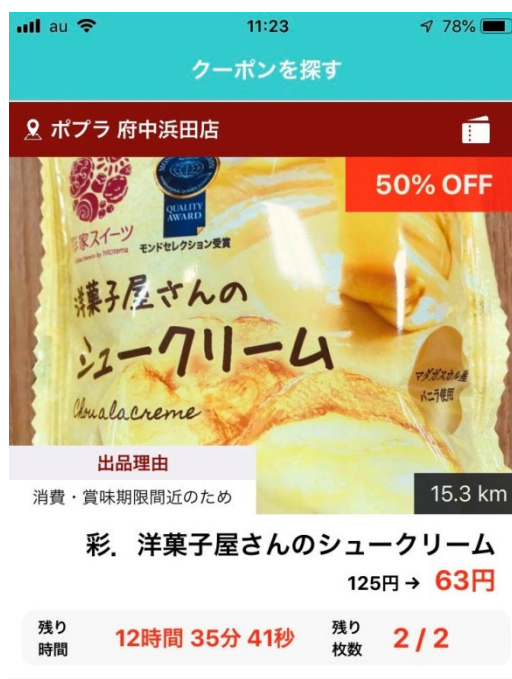 au 11:23 78%
クーポンを探す
ポプラ 府中浜田店
50% OFF
QUALITY
AWARD
家スイーツ
モンドセレクション受賞
洋菓子屋さんの
シュークリーム
Choualacreme
マダガスカル産
バニラ使用
出品理由
消費・賞味期限間近のため
15.3 km
彩．洋菓子屋さんのシュークリーム
125円→ 63円
残り時間 12時間 35分 41秒 残り枚数 2 / 2